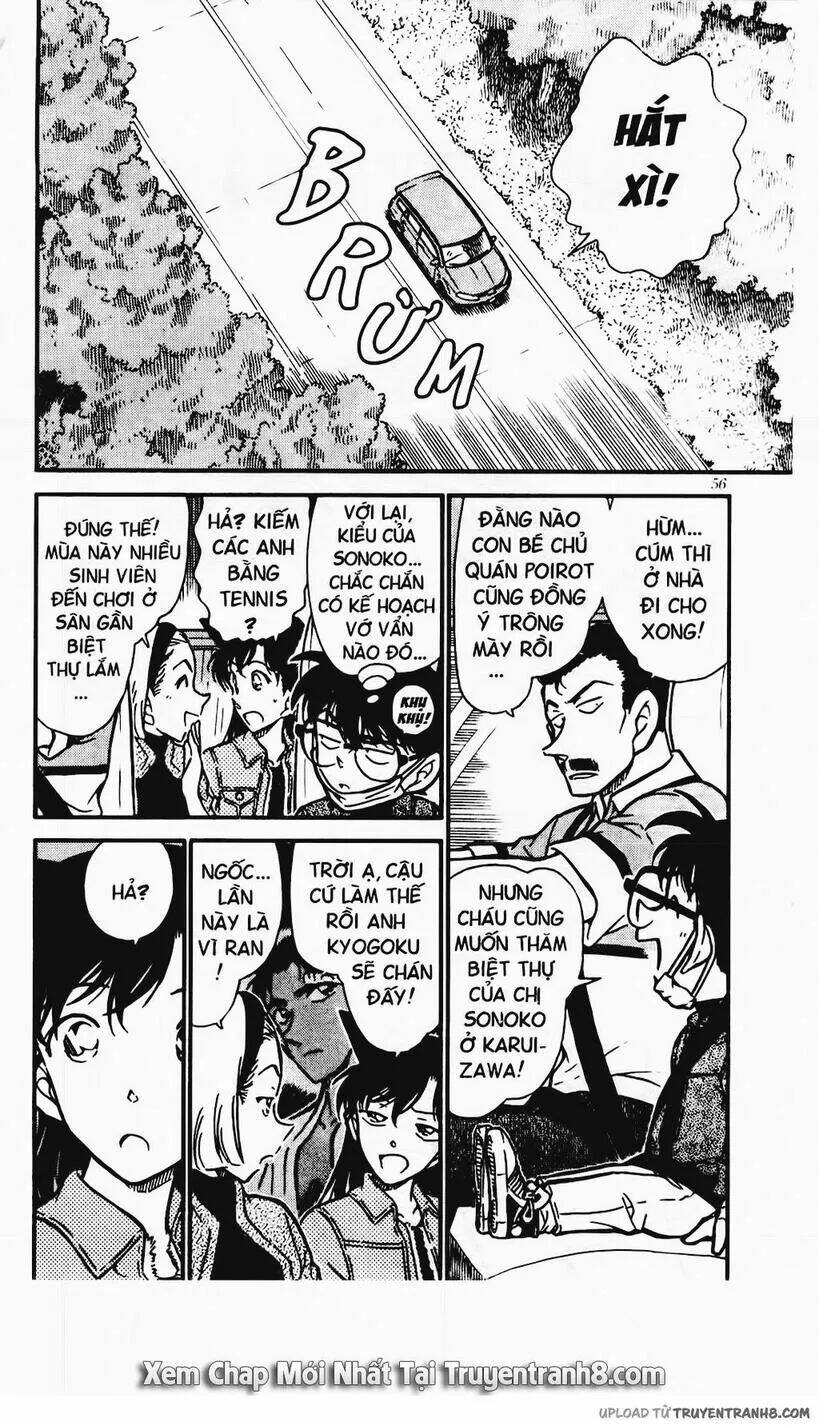 HẮT
XÌ!
BRỪM
56
HỪM...
CÚM THÌ
Ở NHÀ
ĐI CHO
XONG!
ĐẰNG NÀO
CON BÉ CHỦ
QUÁN POIROT
CŨNG ĐỒNG
Ý TRÔNG
MÀY RỒI
...
NHƯNG
CHÁU CŨNG
MUỐN THĂM
BIỆT THỰ
CỦA CHỊ
SONOKO
Ở KARUI-
ZAWA!
VỚI LẠI,
KIỂU CỦA
SONOKO...
CHẮC CHẮN
CÓ KẾ HOẠCH
VỚ VẨN
NÀO ĐÓ...
KHỤ
KHỤ!
HẢ? KIẾM
CÁC ANH
BẰNG
TENNIS
?
ĐÚNG THẾ!
MÙA NÀY NHIỀU
SINH VIÊN
ĐẾN CHƠI Ở
SÂN GẦN
BIỆT
THỰ LẮM
...
TRỜI Ạ, CẬU
CỨ LÀM THẾ
RỒI ANH
KYOGOKU
SẼ CHÁN
ĐẤY!
NGỐC...
LẦN
NÀY LÀ
VÌ RAN
!
HẢ?
Xem Chap Mới Nhất Tại Truyentranh8.com
UPLOAD TỪ TRUYENTRANH8.COM